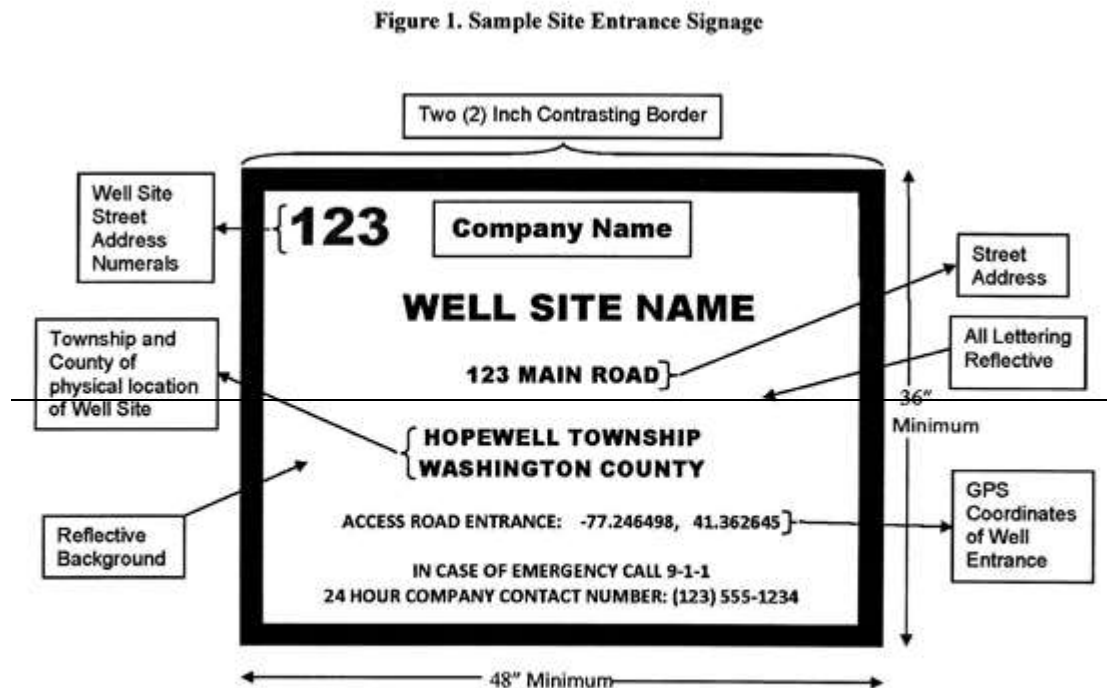 Figure 1. Sample Site Entrance Signage
Two (2) Inch Contrasting Border
Well Site
Street
Address
Numerals
123
Company Name
Street
Address
WELL SITE NAME
Township and
County of
physical location
of Well Site
All Lettering
Reflective
123 MAIN ROAD
36"
Minimum
HOPEWELL TOWNSHIP
WASHINGTON COUNTY
GPS
Coordinates
of Well
Entrance
Reflective
Background
ACCESS ROAD ENTRANCE: -77.246498, 41.362645
IN CASE OF EMERGENCY CALL 9-1-1
24 HOUR COMPANY CONTACT NUMBER: (123) 555-1234
48" Minimum